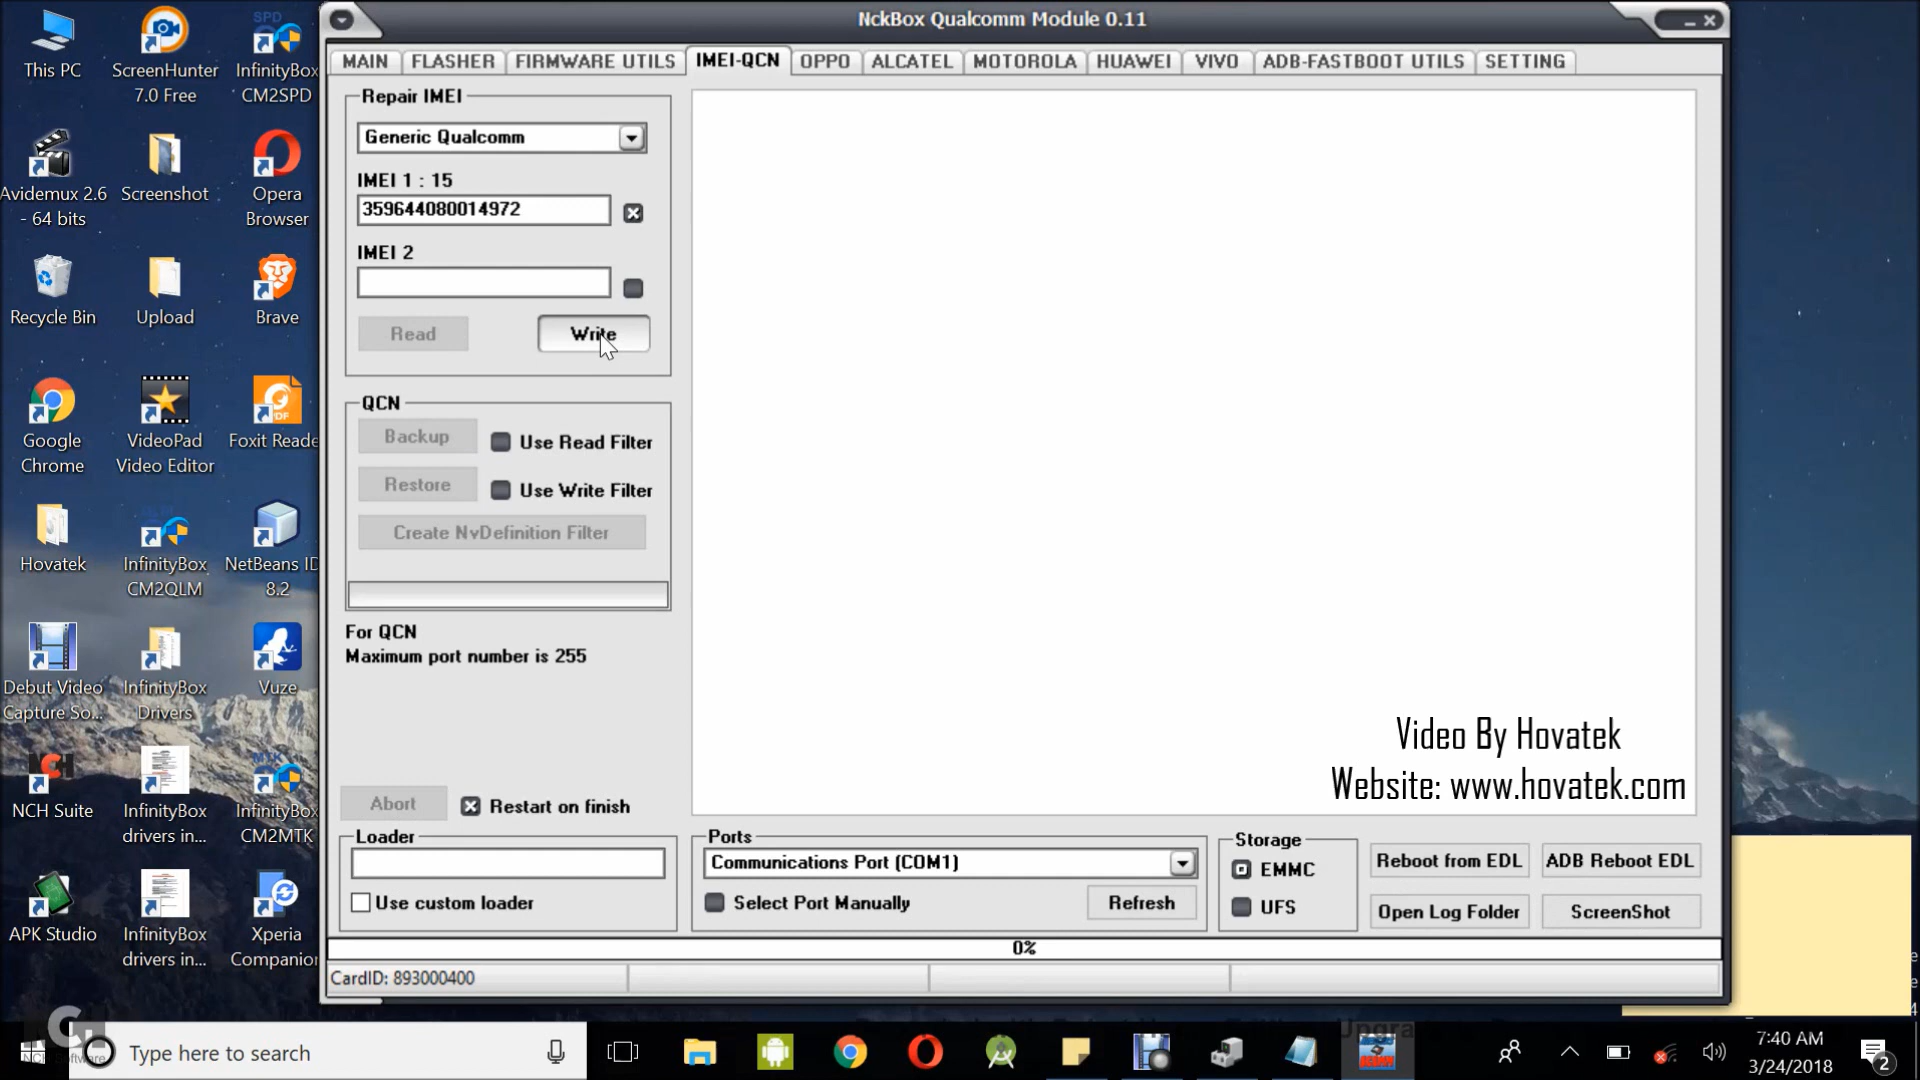 NckBox Qualcomm Module 0.11
MAIN
FLASHER
FIRMWARE UTILS
IMEI-QCN
OPPO
ALCATEL
MOTOROLA
HUAWEI
VIVO
ADB-FASTBOOT UTILS
SETTING
Repair IMEI
Generic Qualcomm
IMEI 1 : 15
359644080014972
IMEI 2
Read
Write
QCN
Backup
Use Read Filter
Restore
Use Write Filter
Create NvDefinition Filter
For QCN
Maximum port number is 255
Abort
Restart on finish
Loader
Use custom loader
Ports
Communications Port (COM1)
Select Port Manually
Refresh
Storage
EMMC
UFS
Reboot from EDL
ADB Reboot EDL
Open Log Folder
ScreenShot
0%
CardID: 893000400
Video By Hovatek
Website: www.hovatek.com
This PC
ScreenHunter
7.0 Free
SPD
InfinityBox
CM2SPD
Avidemux 2.6
- 64 bits
Screenshot
Opera
Browser
Recycle Bin
Upload
Brave
Google
Chrome
VideoPad
Video Editor
PDF
Foxit Reade
Hovatek
InfinityBox
CM2QLM
NetBeans ID
8.2
Debut Video
Capture So...
InfinityBox
Drivers
Vuze
NCH
NCH Suite
InfinityBox
drivers in...
MTK
InfinityBox
CM2MTK
APK Studio
InfinityBox
drivers in...
Xperia
Companion
Type here to search
7:40 AM
3/24/2018
2